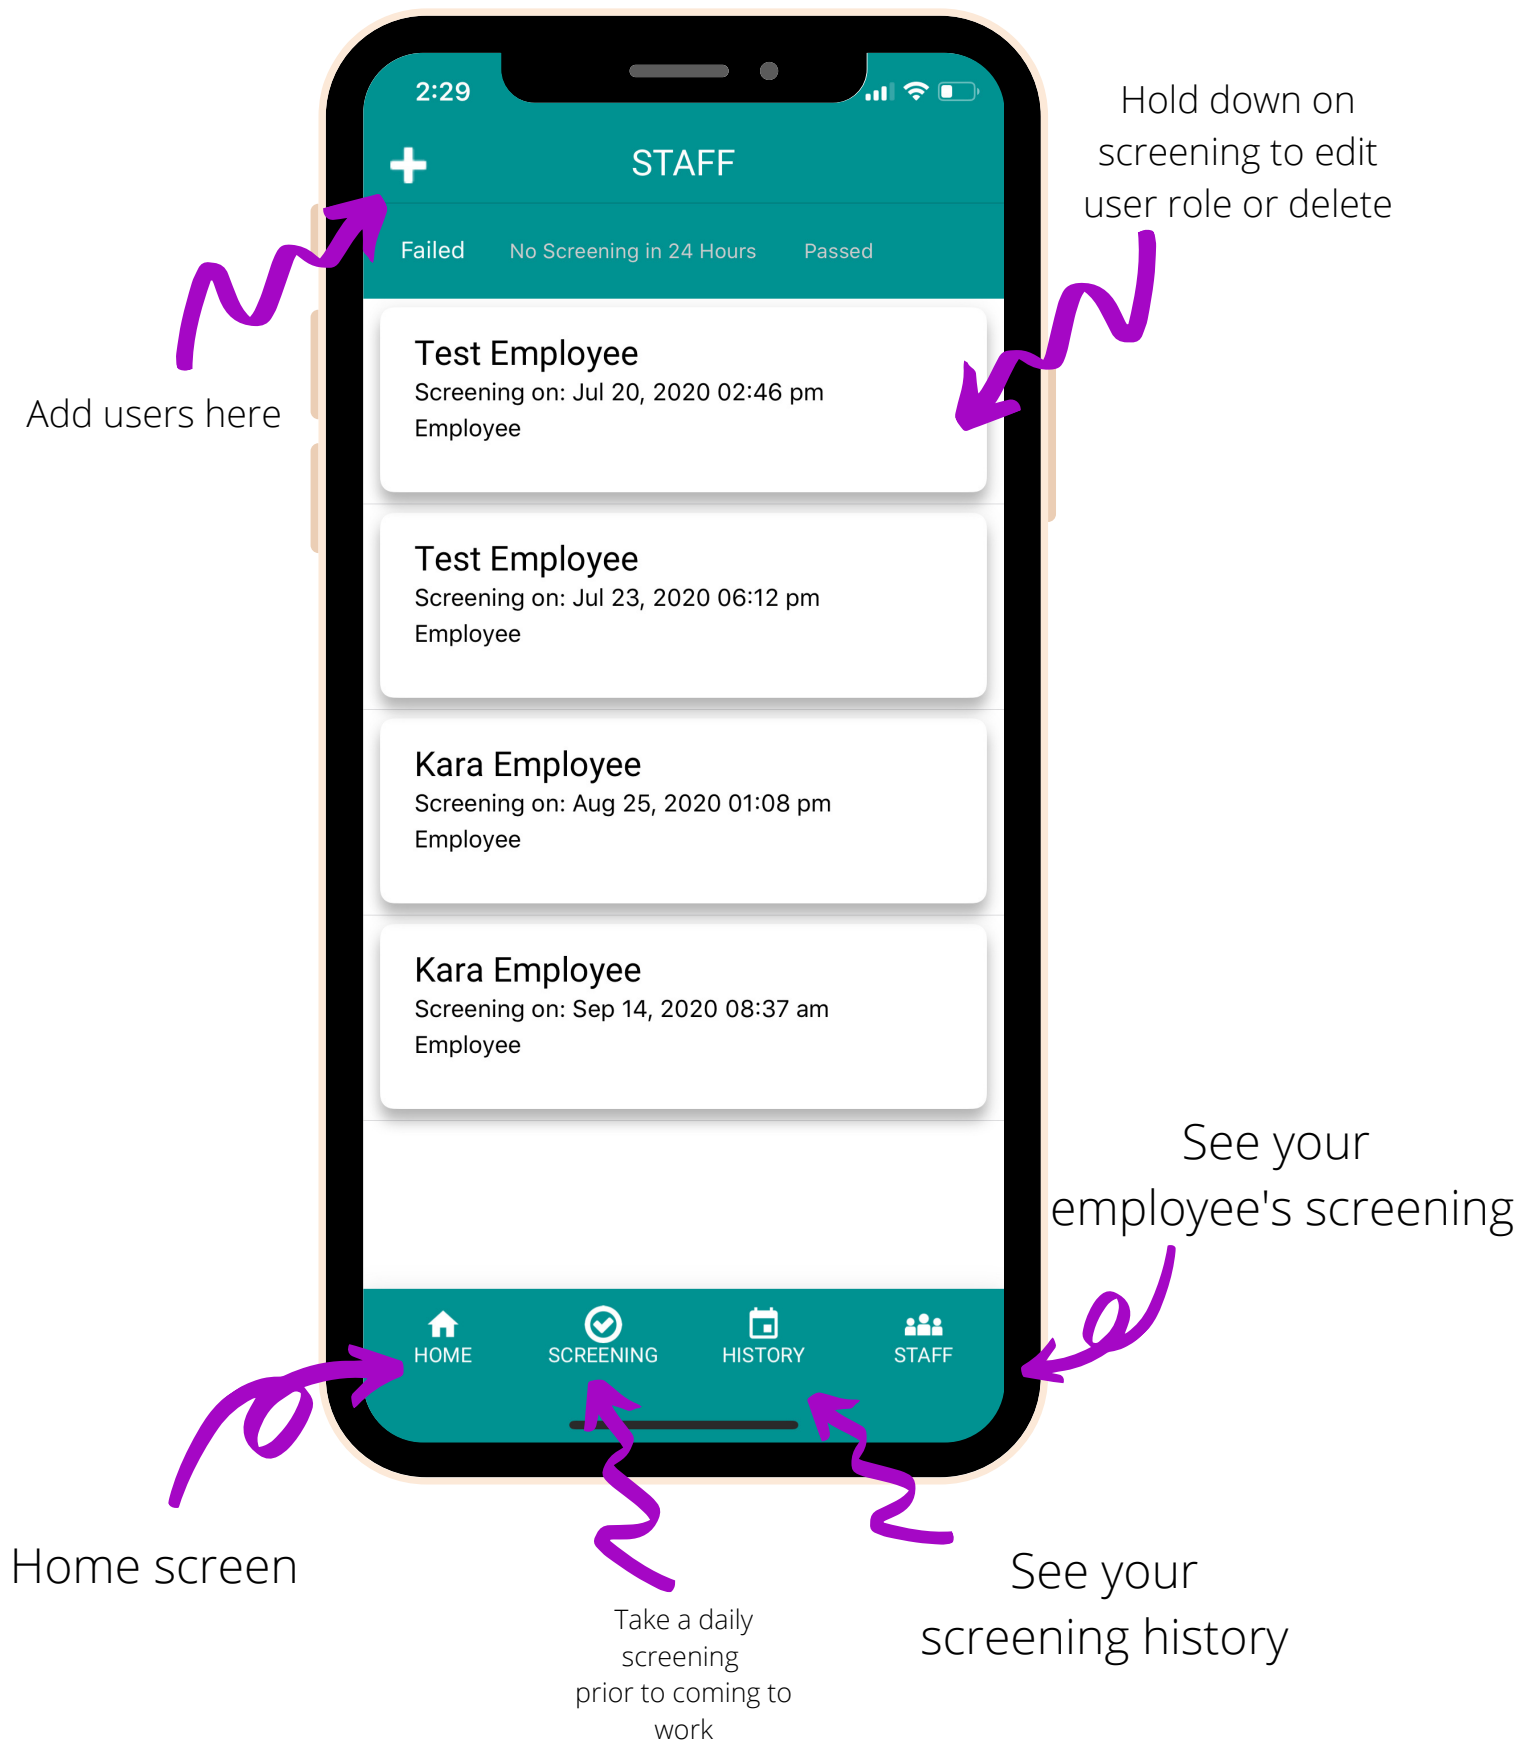 2:29
STAFF
Hold down on
screening to edit
user role or delete
Failed No Screening in 24 Hours Passed
Add users here
Test Employee
Screening on: Jul 20, 2020 02:46 pm
Employee
Test Employee
Screening on: Jul 23, 2020 06:12 pm
Employee
Kara Employee
Screening on: Aug 25, 2020 01:08 pm
Employee
Kara Employee
Screening on: Sep 14, 2020 08:37 am
Employee
See your
employee's screening
HOME SCREENING HISTORY STAFF
Home screen
Take a daily
screening
prior to coming to
work
See your
screening history